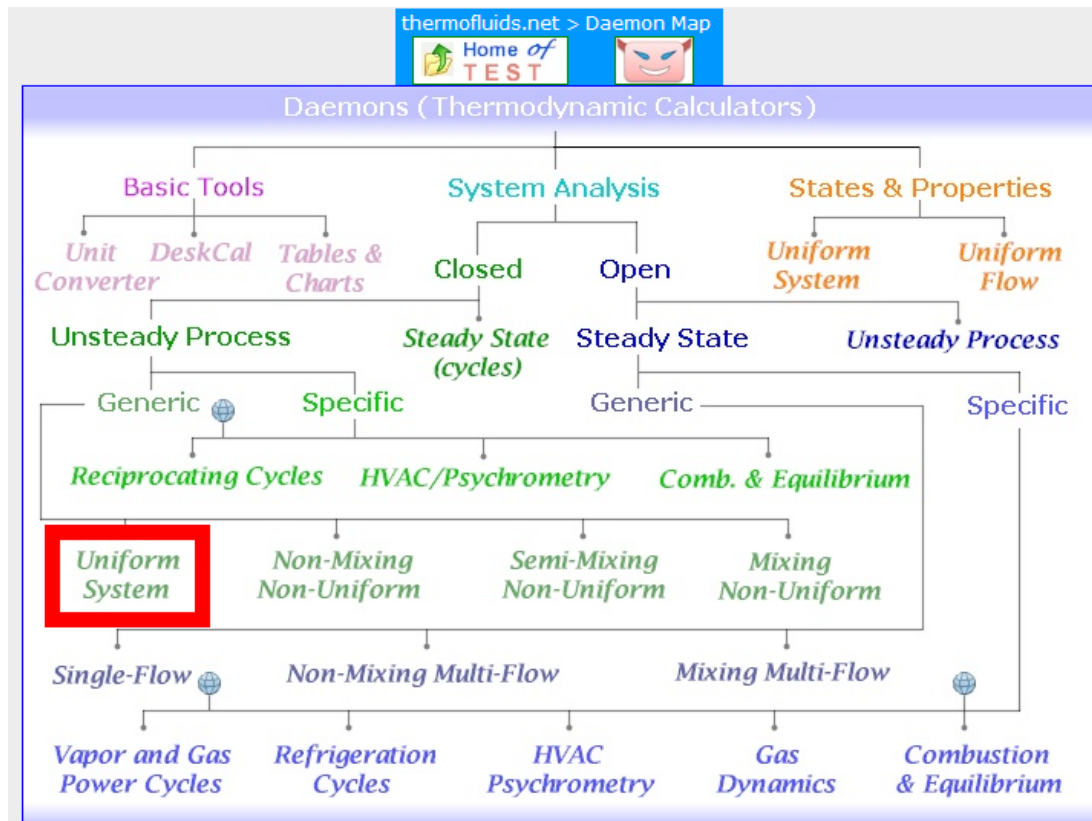 thermofluids.net > Daemon Map
Home of
TEST
Daemons (Thermodynamic Calculators)
Basic Tools
System Analysis
States & Properties
Unit
Converter
DeskCal
Tables &
Charts
Closed
Open
Uniform
System
Uniform
Flow
Unsteady Process
Steady State
(cycles)
Steady State
Unsteady Process
Generic
Specific
Generic
Specific
Reciprocating Cycles
HVAC/Psychrometry
Comb. & Equilibrium
Uniform
System
Non-Mixing
Non-Uniform
Semi-Mixing
Non-Uniform
Mixing
Non-Uniform
Single-Flow
Non-Mixing Multi-Flow
Mixing Multi-Flow
Vapor and Gas
Power Cycles
Refrigeration
Cycles
HVAC
Psychrometry
Gas
Dynamics
Combustion
& Equilibrium